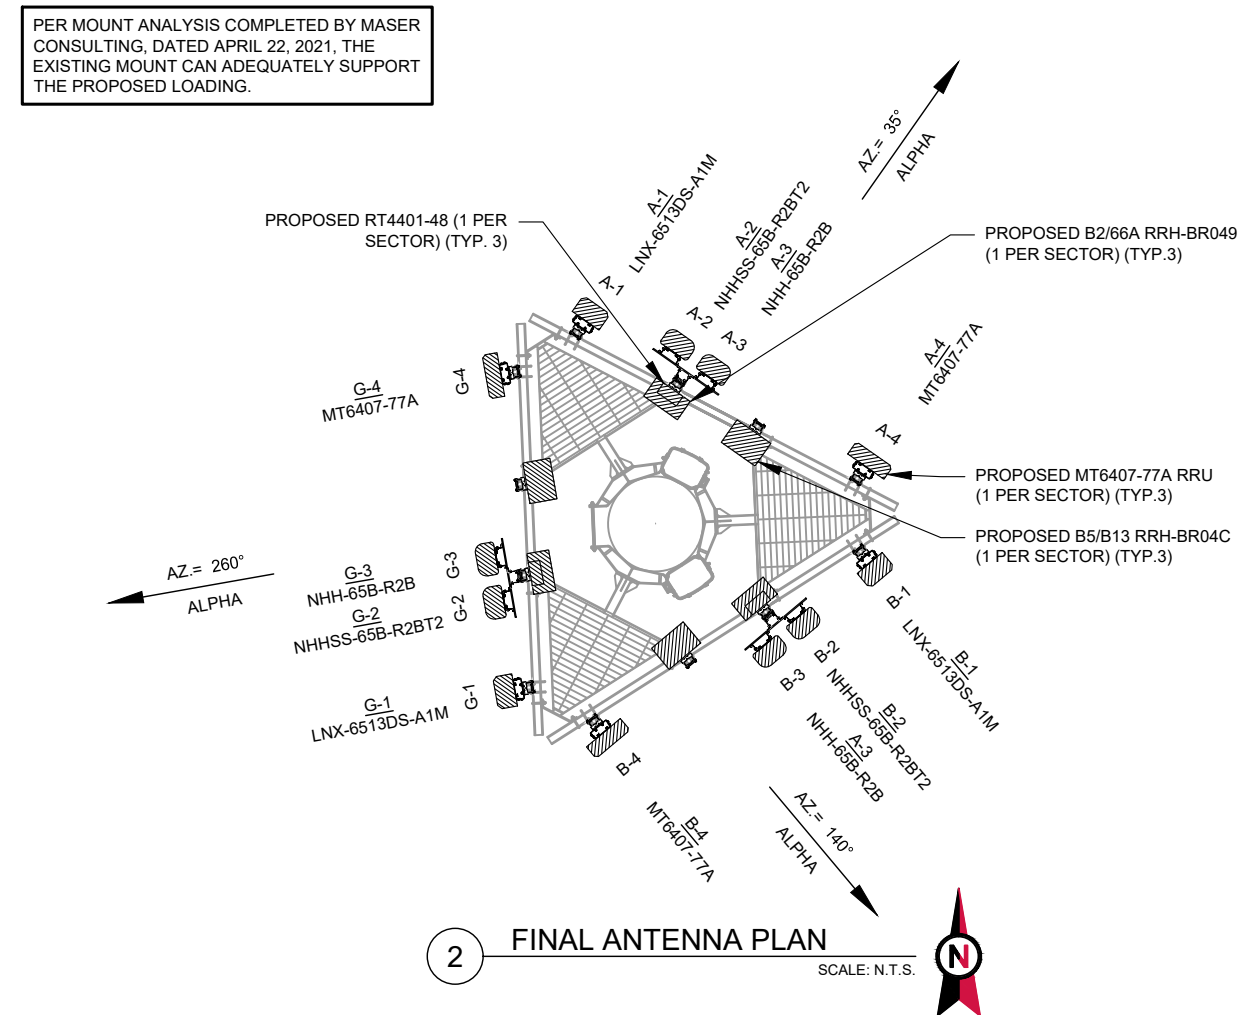 PER MOUNT ANALYSIS COMPLETED BY MASER
CONSULTING, DATED APRIL 22, 2021, THE
EXISTING MOUNT CAN ADEQUATELY SUPPORT
THE PROPOSED LOADING.
AZ.= 35°
ALPHA
A-1
LNX-6513DS-A1M
A-2
NHHSS-65B-R2BT2
A-3
NHH-65B-R2B
PROPOSED RT4401-48 (1 PER
SECTOR) (TYP. 3)
PROPOSED B2/66A RRH-BR049
(1 PER SECTOR) (TYP.3)
A-1
A-2
A-3
A-4
MT6407-77A
G-4
MT6407-77A
G-4
A-4
PROPOSED MT6407-77A RRU
(1 PER SECTOR) (TYP.3)
PROPOSED B5/B13 RRH-BR04C
(1 PER SECTOR) (TYP.3)
AZ.= 260°
ALPHA
G-3
NHH-65B-R2B
G-3
G-2
NHHSS-65B-R2BT2
G-2
G-1
LNX-6513DS-A1M
G-1
B-1
B-1
LNX-6513DS-A1M
B-2
B-3
B-2
NHHSS-65B-R2BT2
A-3
NHH-65B-R2B
B-4
B-4
MT6407-77A
AZ.= 140°
ALPHA
2
FINAL ANTENNA PLAN
SCALE: N.T.S.
N